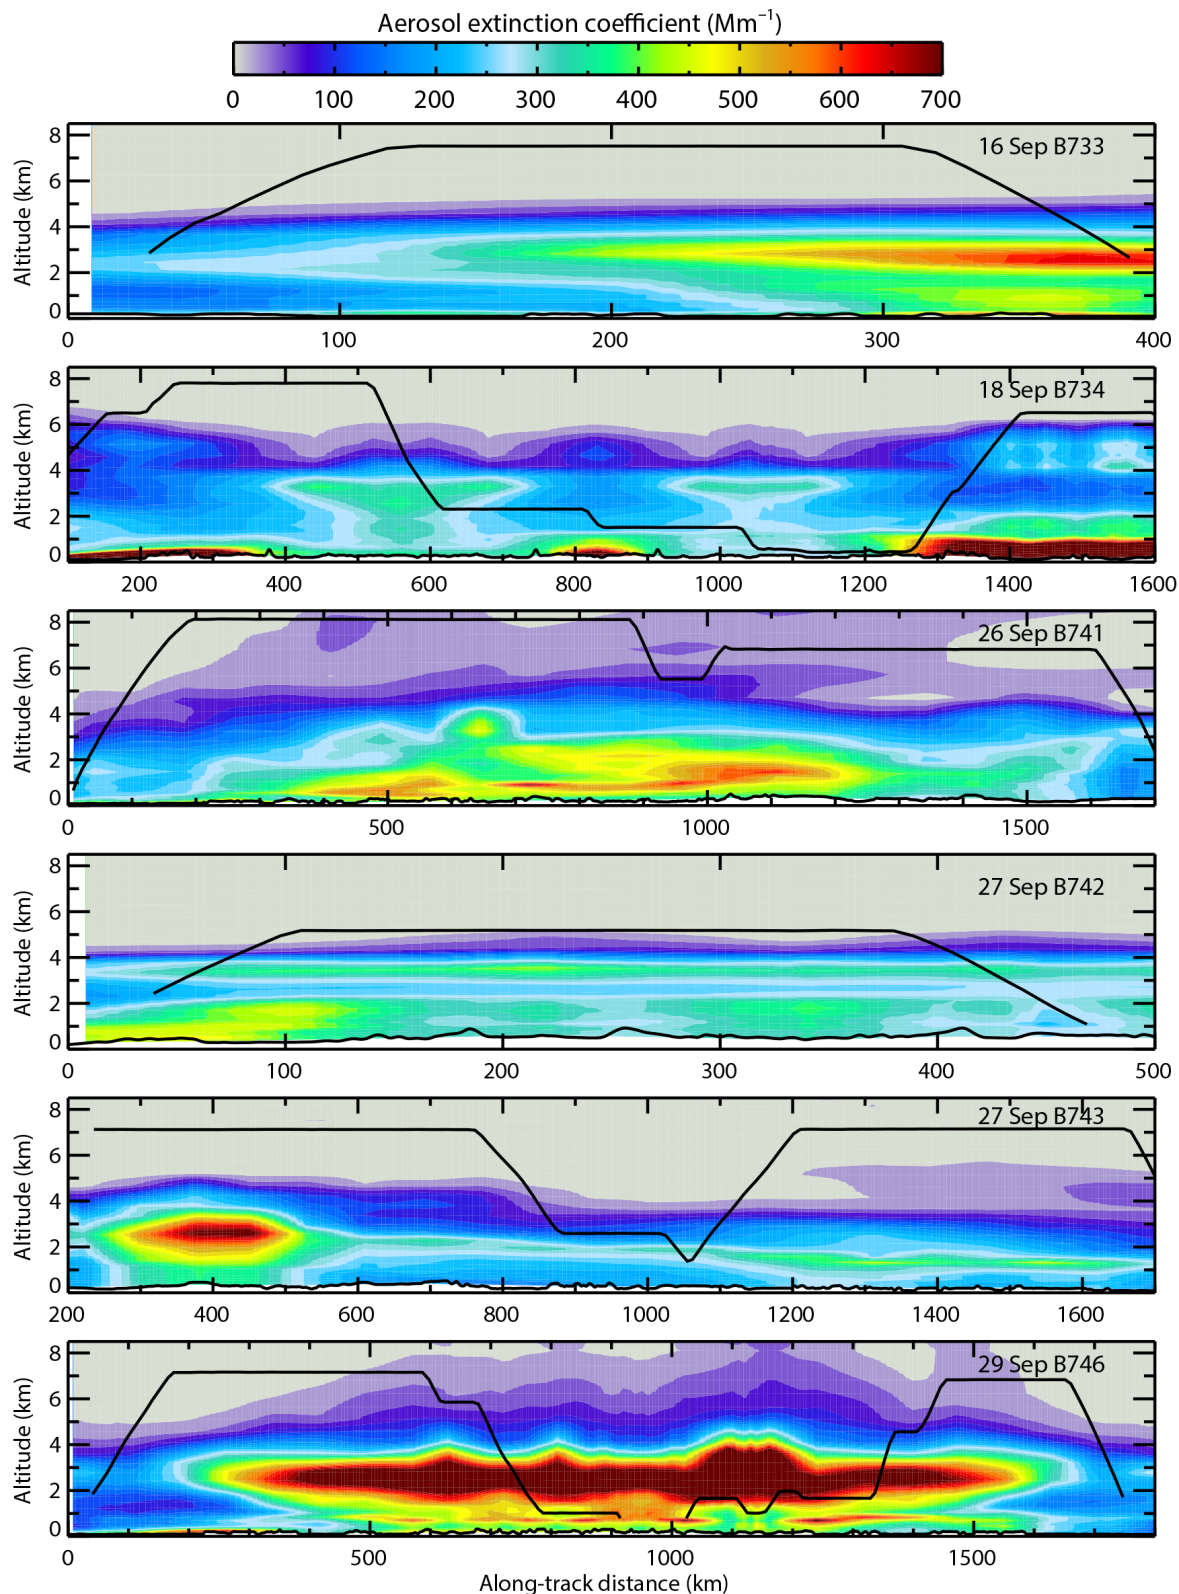 Aerosol extinction coefficient (Mm⁻¹)
0 100 200 300 400 500 600 700
Altitude (km)
8
6
4
2
0
16 Sep B733
0 100 200 300 400
Altitude (km)
8
6
4
2
0
18 Sep B734
200 400 600 800 1000 1200 1400 1600
Altitude (km)
8
6
4
2
0
26 Sep B741
0 500 1000 1500
Altitude (km)
8
6
4
2
0
27 Sep B742
0 100 200 300 400 500
Altitude (km)
8
6
4
2
0
27 Sep B743
200 400 600 800 1000 1200 1400 1600
Altitude (km)
8
6
4
2
0
29 Sep B746
0 500 1000 1500
Along-track distance (km)